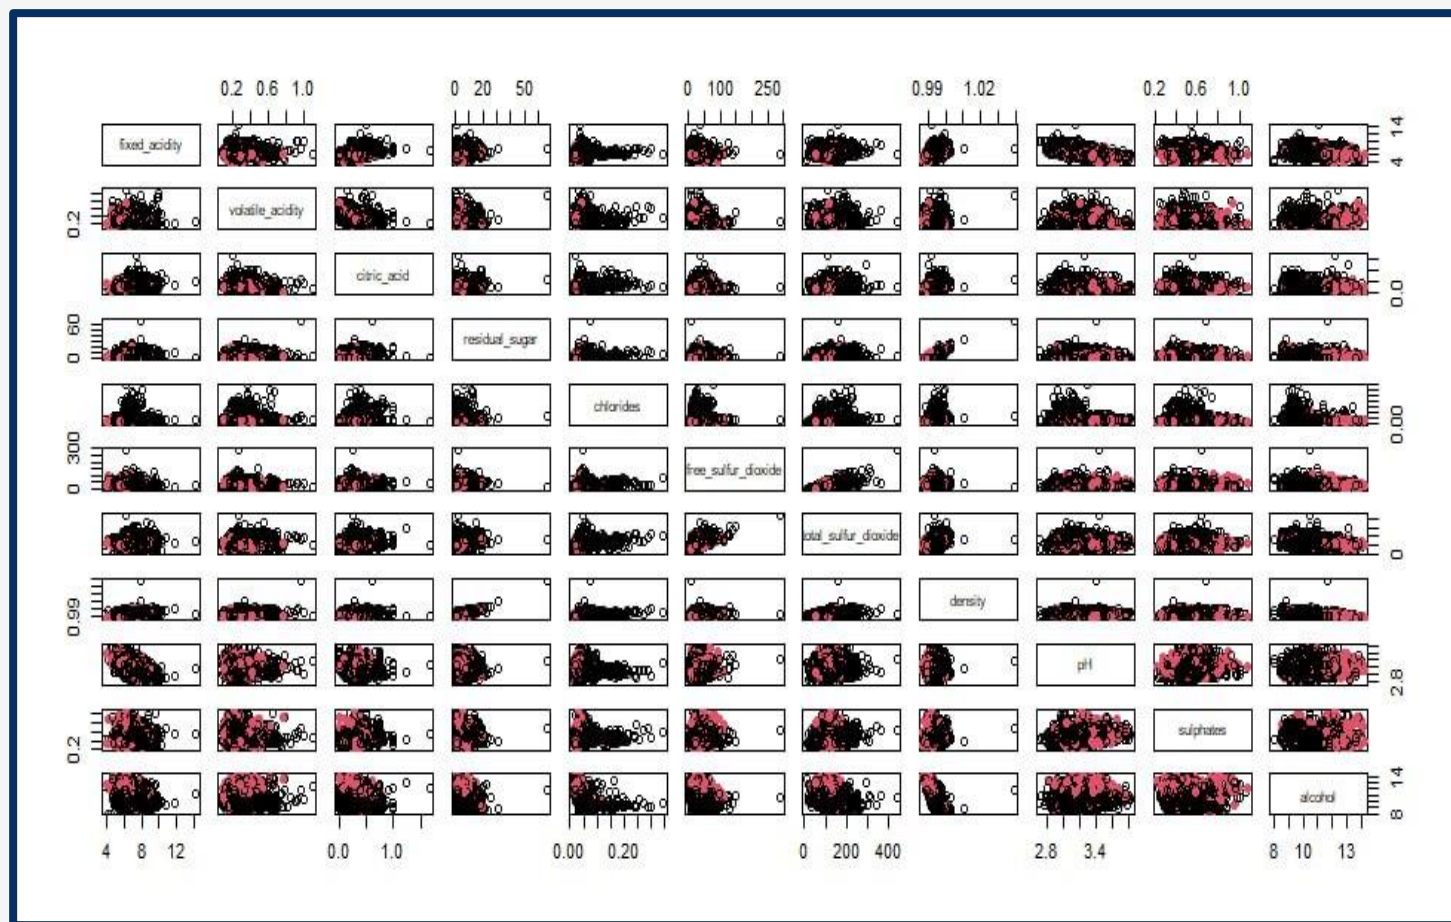 0.2 0.6 1.0 0 20 50 0 100 250 0.99 1.02 0.2 0.6 1.0
fixed_acidity 4 14
0.2 volatile_acidity
citric_acid 0.0
0 60 residual_sugar
chlorides 0.00
0 300 free_sulfur_dioxide
total_sulfur_dioxide 0
0.99 density
pH 2.8
0.2 sulphates
alcohol 8 14
4 8 12 0.0 1.0 0.00 0.20 0 200 400 2.8 3.4 8 10 13